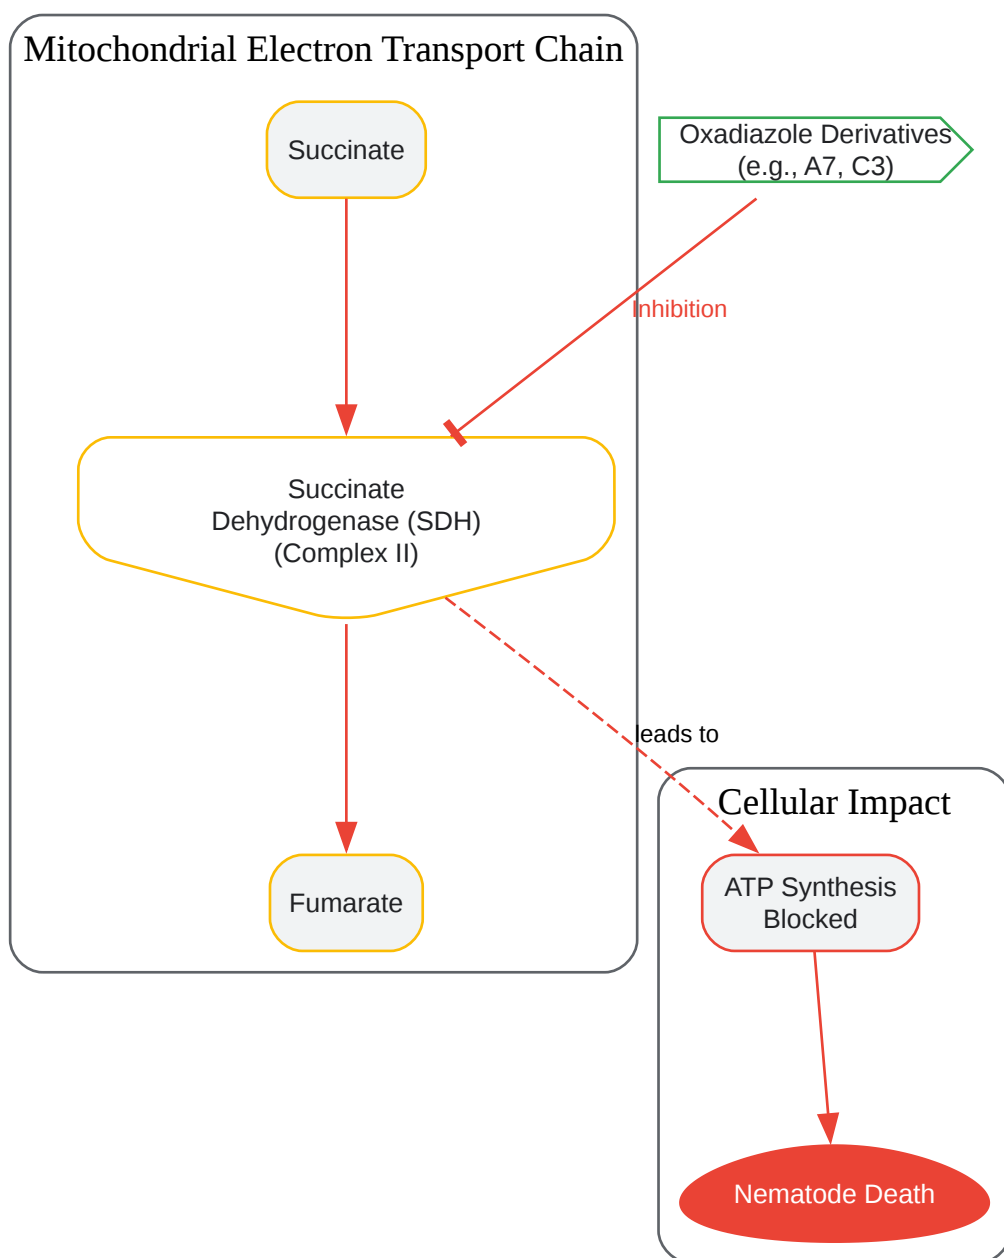 Mitochondrial Electron Transport Chain
Succinate
Oxadiazole Derivatives
(e.g., A7, C3)
Inhibition
Succinate
Dehydrogenase (SDH)
(Complex II)
leads to
Cellular Impact
ATP Synthesis
Blocked
Fumarate
Nematode Death